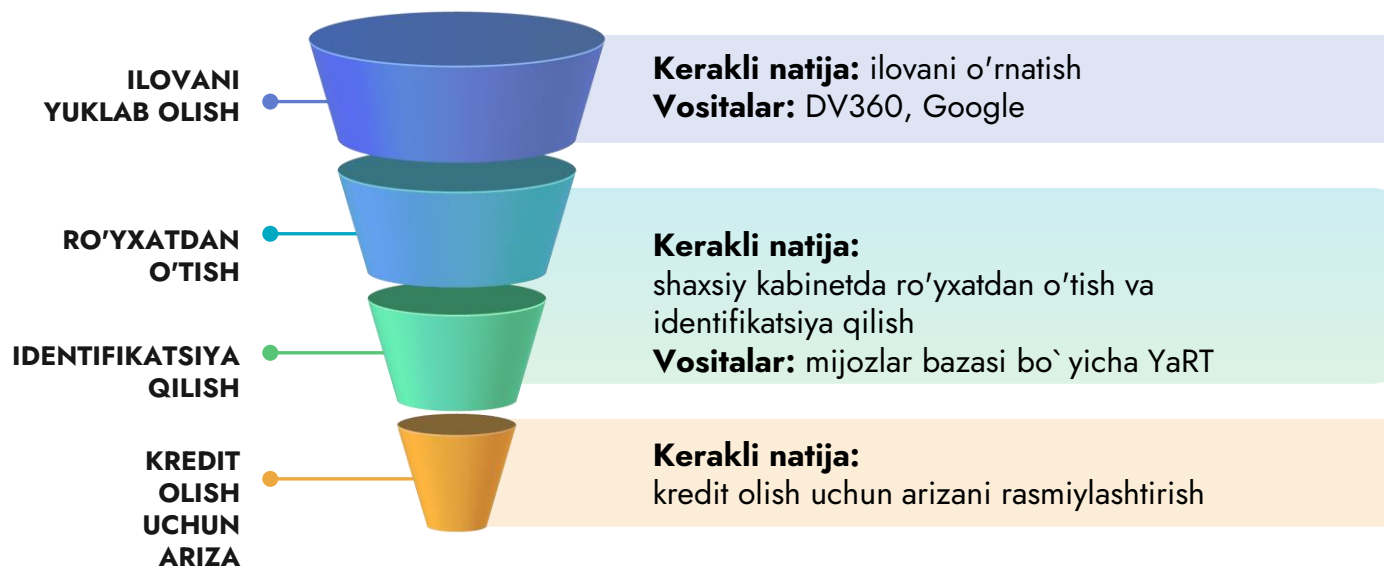 ILOVANI
YUKLAB OLISH
Kerakli natija: ilovani o'rnatish
Vositalar: DV360, Google
RO'YXATDAN
O'TISH
IDENTIFIKATSIYA
QILISH
Kerakli natija:
shaxsiy kabinetda ro'yxatdan o'tish va
identifikatsiya qilish
Vositalar: mijozlar bazasi bo`yicha YaRT
KREDIT
OLISH
UCHUN
ARIZA
Kerakli natija:
kredit olish uchun arizani rasmiylashtirish